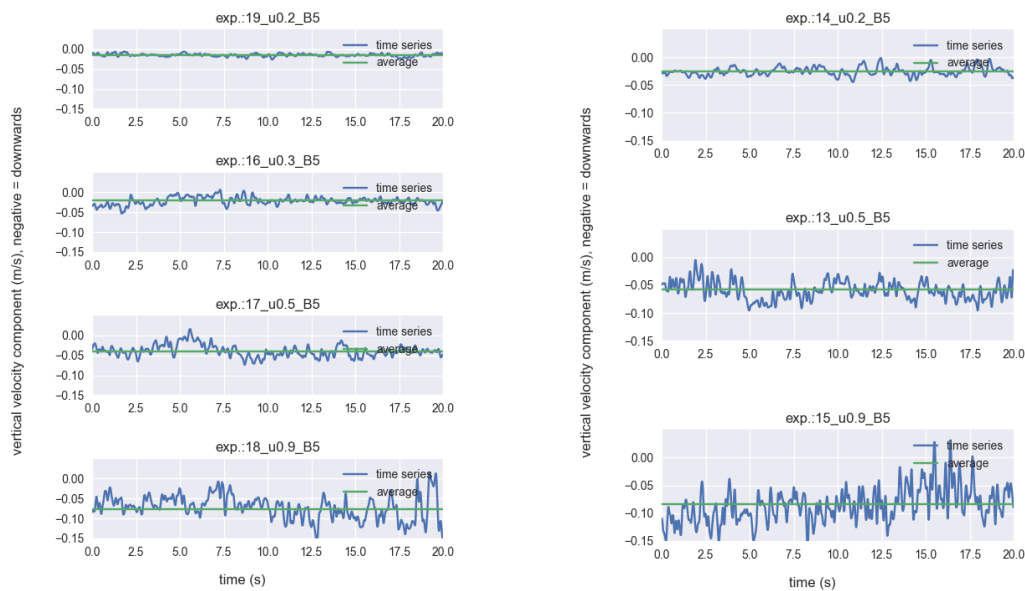 vertical velocity component (m/s), negative = downwards
exp.:19_u0.2_B5
0.00
−0.05
−0.10
−0.15
time series
average
0.0 2.5 5.0 7.5 10.0 12.5 15.0 17.5 20.0
exp.:16_u0.3_B5
0.00
−0.05
−0.10
−0.15
time series
average
0.0 2.5 5.0 7.5 10.0 12.5 15.0 17.5 20.0
exp.:17_u0.5_B5
0.00
−0.05
−0.10
−0.15
time series
average
0.0 2.5 5.0 7.5 10.0 12.5 15.0 17.5 20.0
exp.:18_u0.9_B5
0.00
−0.05
−0.10
−0.15
time series
average
0.0 2.5 5.0 7.5 10.0 12.5 15.0 17.5 20.0
time (s)
vertical velocity component (m/s), negative = downwards
exp.:14_u0.2_B5
0.00
−0.05
−0.10
−0.15
time series
average
0.0 2.5 5.0 7.5 10.0 12.5 15.0 17.5 20.0
exp.:13_u0.5_B5
0.00
−0.05
−0.10
−0.15
time series
average
0.0 2.5 5.0 7.5 10.0 12.5 15.0 17.5 20.0
exp.:15_u0.9_B5
0.00
−0.05
−0.10
−0.15
time series
average
0.0 2.5 5.0 7.5 10.0 12.5 15.0 17.5 20.0
time (s)